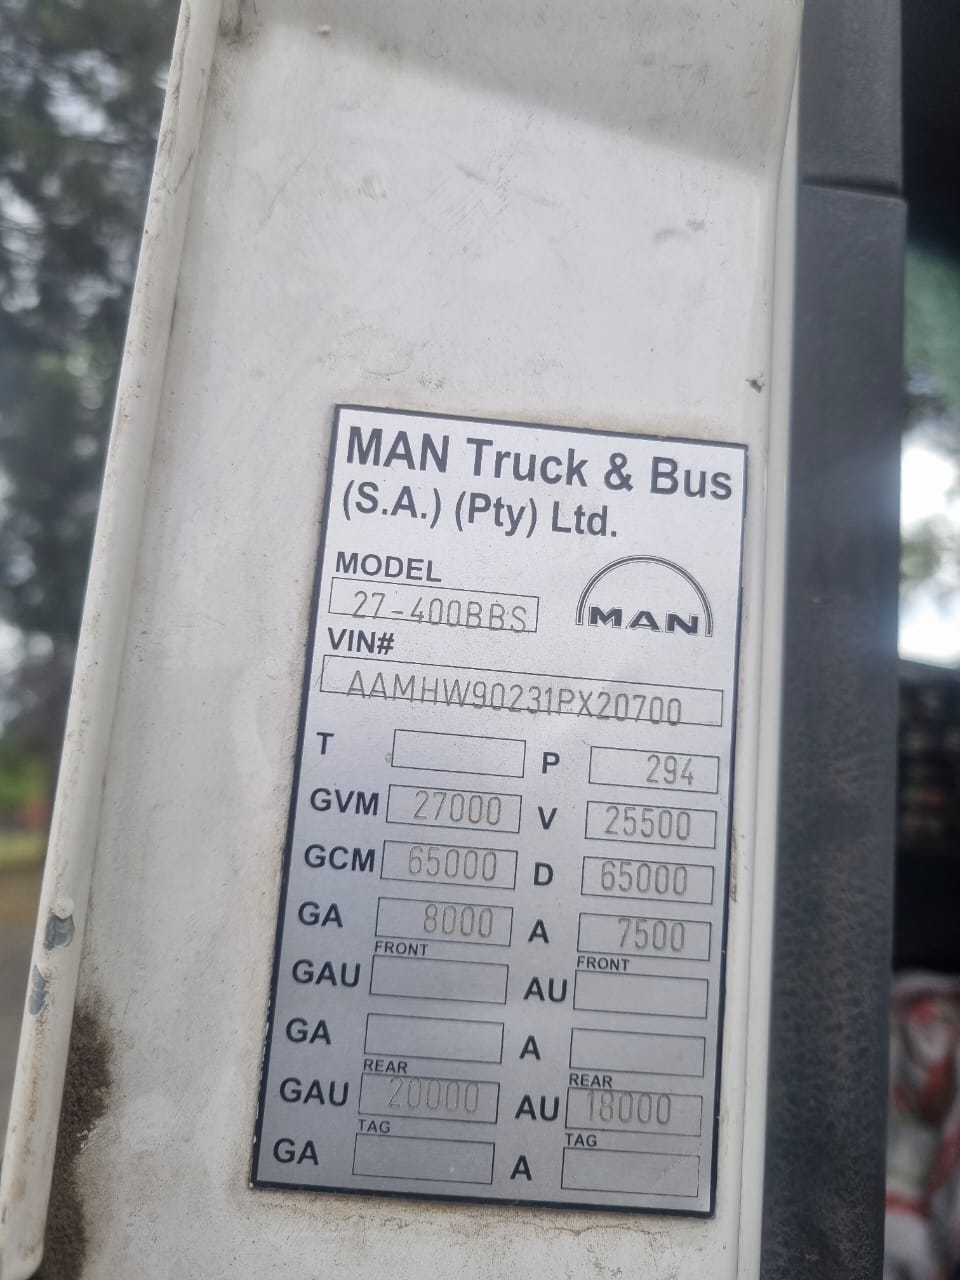 MAN Truck & Bus
(S.A.) (Pty) Ltd.
MODEL
27-400BBS
MAN
VIN#
AAMHW90231PX20700
T P 294
GVM 27000 V 25500
GCM 65000 D 65000
GA 8000 A 7500
FRONT FRONT
GAU AU
GA A
REAR REAR
GAU 20000 AU 18000
TAG TAG
GA A